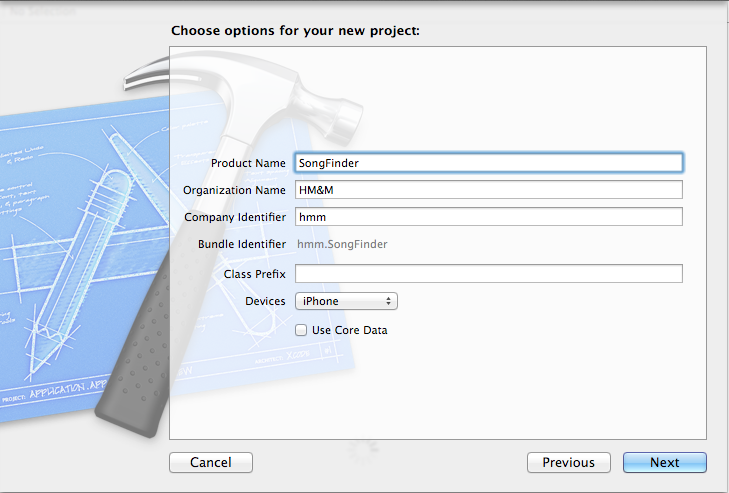 Choose options for your new project:
Product Name SongFinder
Organization Name HM&M
Company Identifier hmm
Bundle Identifier hmm.SongFinder
Class Prefix
Devices iPhone
Use Core Data
PROJECT: APPLICATION.APP
Cancel Previous Next